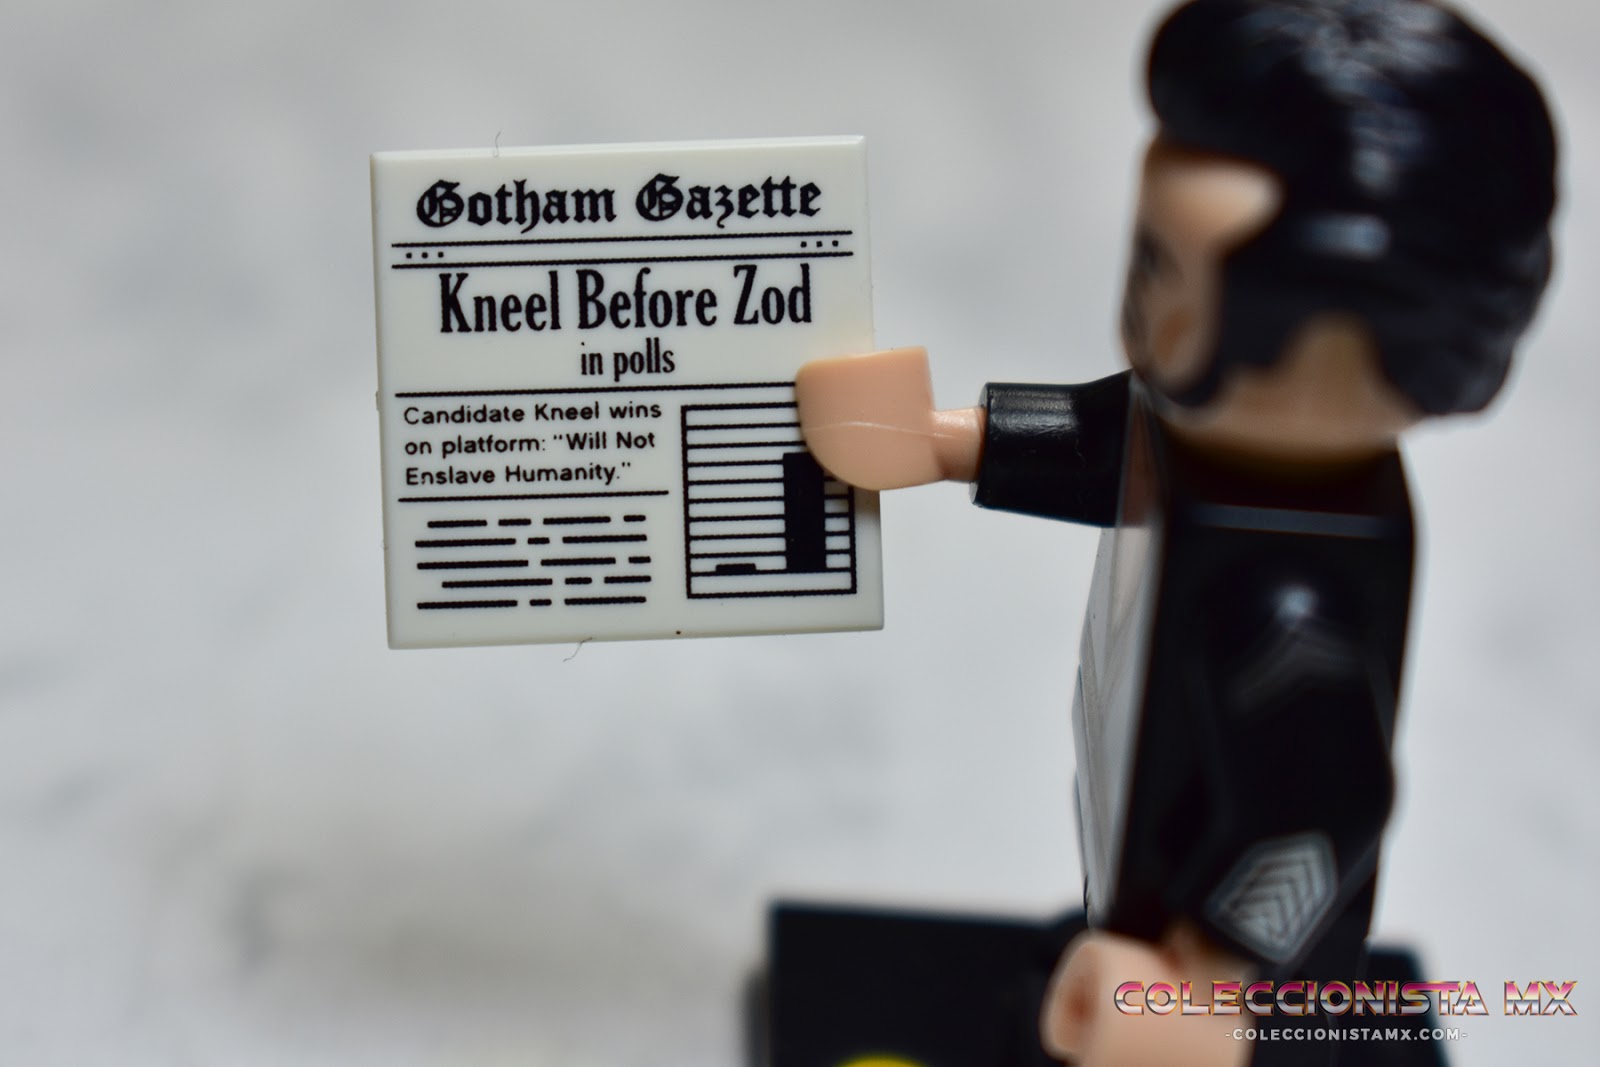 Gotham Gazette
Kneel Before Zod
in polls
Candidate Kneel wins
on platform: "Will Not
Enslave Humanity."
COLECCIONISTA MX
-COLECCIONISTAMX.COM-